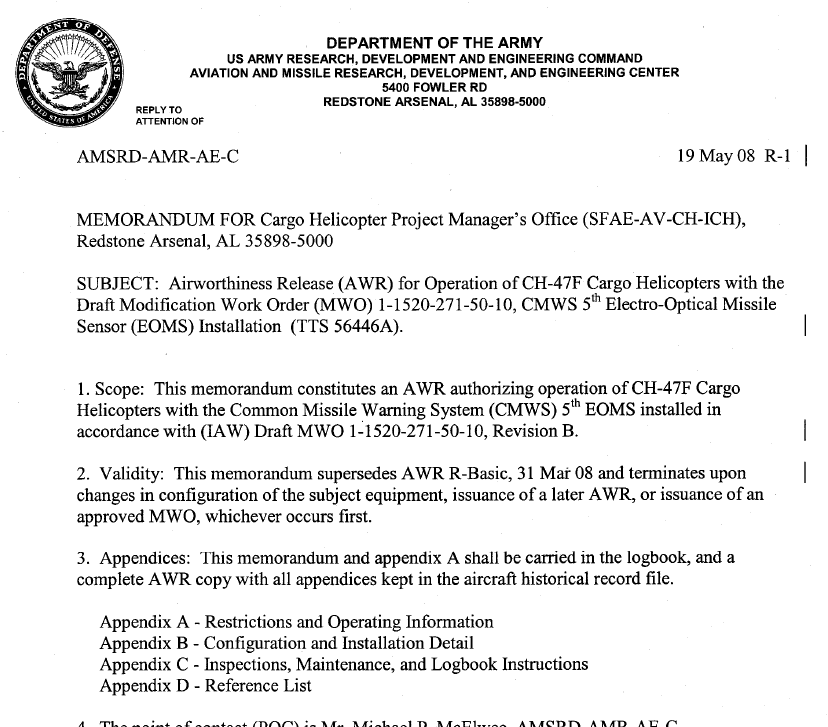 DEPARTMENT OF DEFENSE
UNITED STATES OF AMERICA
DEPARTMENT OF THE ARMY
US ARMY RESEARCH, DEVELOPMENT AND ENGINEERING COMMAND
AVIATION AND MISSILE RESEARCH, DEVELOPMENT, AND ENGINEERING CENTER
5400 FOWLER RD
REDSTONE ARSENAL, AL 35898-5000
REPLY TO
ATTENTION OF
AMSRD-AMR-AE-C 19 May 08 R-1
MEMORANDUM FOR Cargo Helicopter Project Manager's Office (SFAE-AV-CH-ICH),
Redstone Arsenal, AL 35898-5000
SUBJECT: Airworthiness Release (AWR) for Operation of CH-47F Cargo Helicopters with the
Draft Modification Work Order (MWO) 1-1520-271-50-10, CMWS 5th Electro-Optical Missile
Sensor (EOMS) Installation (TTS 56446A).
1. Scope: This memorandum constitutes an AWR authorizing operation of CH-47F Cargo
Helicopters with the Common Missile Warning System (CMWS) 5th EOMS installed in
accordance with (IAW) Draft MWO 1-1520-271-50-10, Revision B.
2. Validity: This memorandum supersedes AWR R-Basic, 31 Mar 08 and terminates upon
changes in configuration of the subject equipment, issuance of a later AWR, or issuance of an
approved MWO, whichever occurs first.
3. Appendices: This memorandum and appendix A shall be carried in the logbook, and a
complete AWR copy with all appendices kept in the aircraft historical record file.
Appendix A - Restrictions and Operating Information
Appendix B - Configuration and Installation Detail
Appendix C - Inspections, Maintenance, and Logbook Instructions
Appendix D - Reference List
4. The point of contact (POC) is Mr. Michael P. McElwee, AMSRD-AMR-AE-C